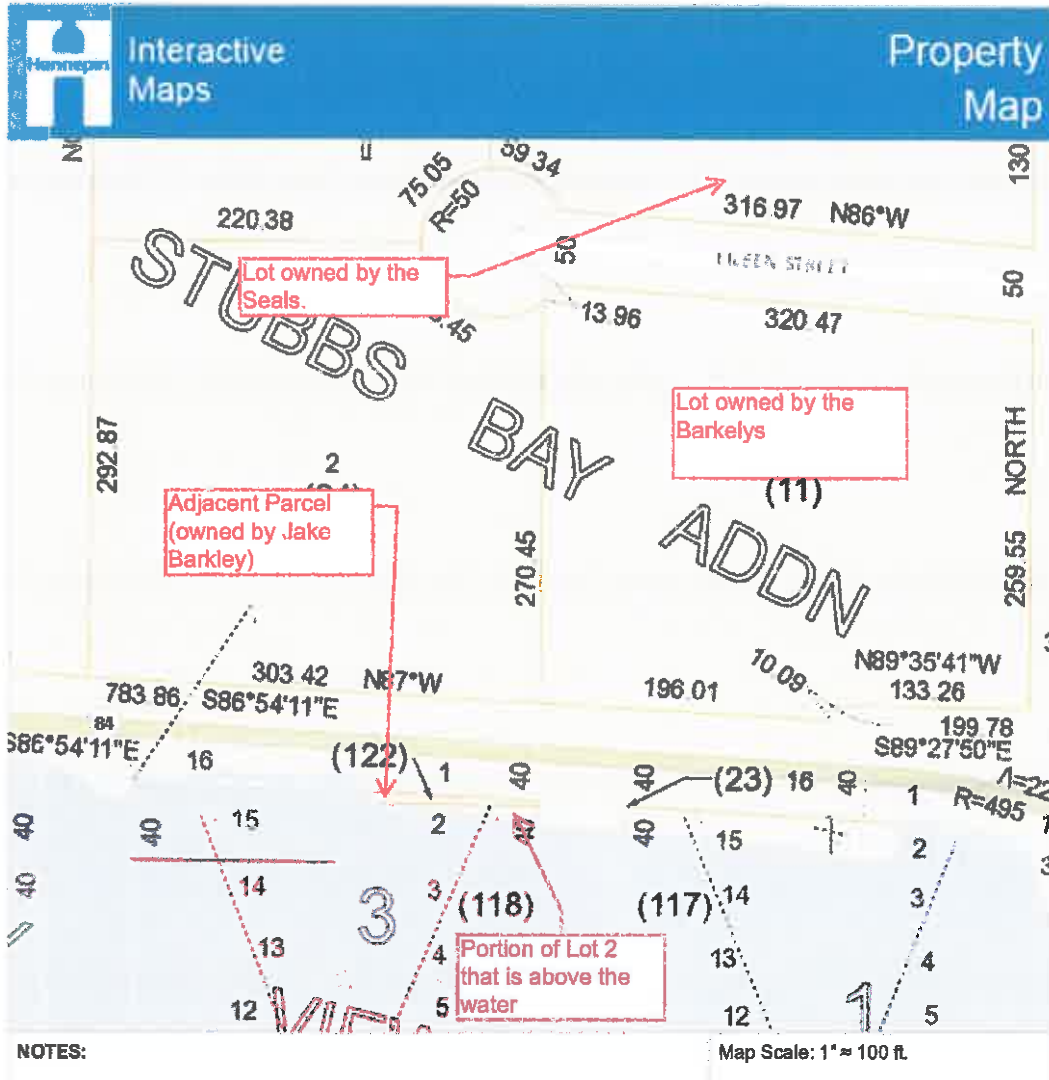 Hennepin
Interactive
Maps
Property
Map
59.34
75.05
R=50
130
220.38
316.97 N86°W
Lot owned by the
Seals.
50
50
13.96
320.47
STUBBS BAY ADDN
Lot owned by the
Barkelys
292.87
2
(11)
NORTH
Adjacent Parcel
(owned by Jake
Barkley)
270.45
259.55
303.42 N87°W
10.09
N89°35'41"W
783.86 S86°54'11"E
196.01
133.26
84
199.78
S86°54'11"E
S89°27'50"E
16
(122)
1
40
40
(23)
16
40
1
R=495
40
40
15
2
40
40
15
2
40
14
3
3
(118)
(117)
14
3
13
4
Portion of Lot 2
that is above the
water
13
4
12
5
12
1
5
NOTES:
Map Scale: 1" ≈ 100 ft.